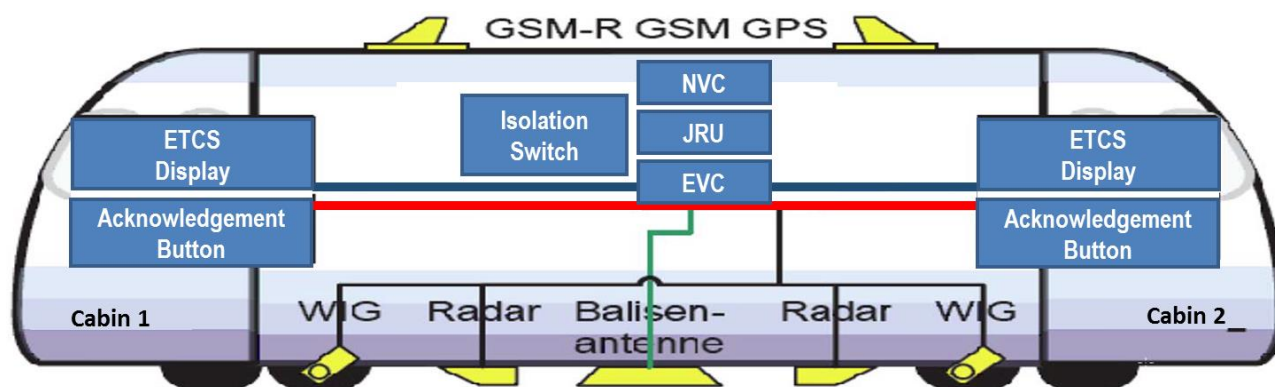 GSM-R GSM GPS
NVC
Isolation
Switch
JRU
EVC
ETCS
Display
Acknowledgement
Button
ETCS
Display
Acknowledgement
Button
Cabin 1
WIG
Radar
Balisen-
antenne
Radar
WIG
Cabin 2_